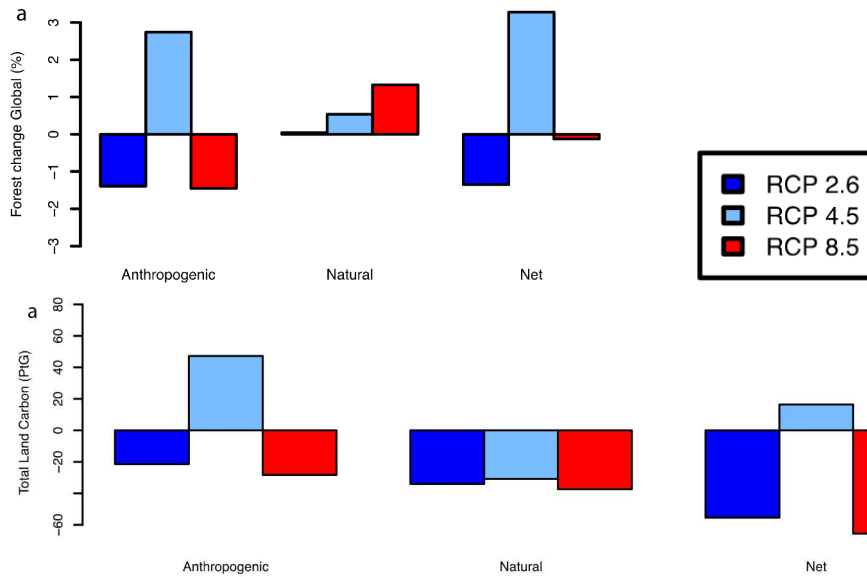 a
Forest change Global (%)
3
2
1
0
−1
−2
−3
Anthropogenic
Natural
Net
RCP 2.6
RCP 4.5
RCP 8.5
a
Total Land Carbon (PtG)
80
60
40
20
0
−20
−60
Anthropogenic
Natural
Net